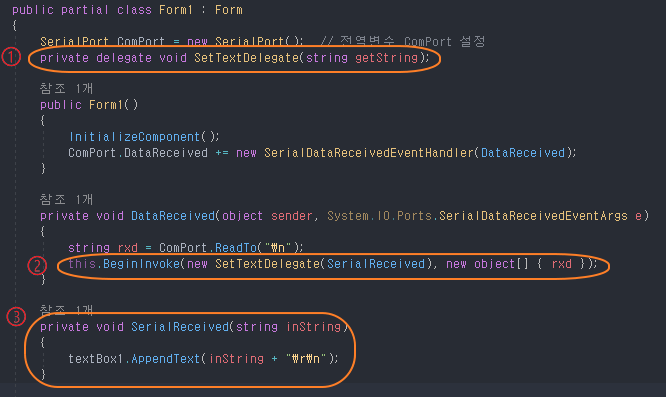 public partial class Form1 : Form
{
SerialPort ComPort = new SerialPort(); // 전역변수 ComPort 설정
① private delegate void SetTextDelegate(string getString);
참조 1개
public Form1()
{
InitializeComponent();
ComPort.DataReceived += new SerialDataReceivedEventHandler(DataReceived);
}
참조 1개
private void DataReceived(object sender, System.IO.Ports.SerialDataReceivedEventArgs e)
{
string rxd = ComPort.ReadTo("₩n");
② this.BeginInvoke(new SetTextDelegate(SerialReceived), new object[] { rxd });
}
참조 1개
③ private void SerialReceived(string inString)
{
textBox1.AppendText(inString + "₩r₩n");
}